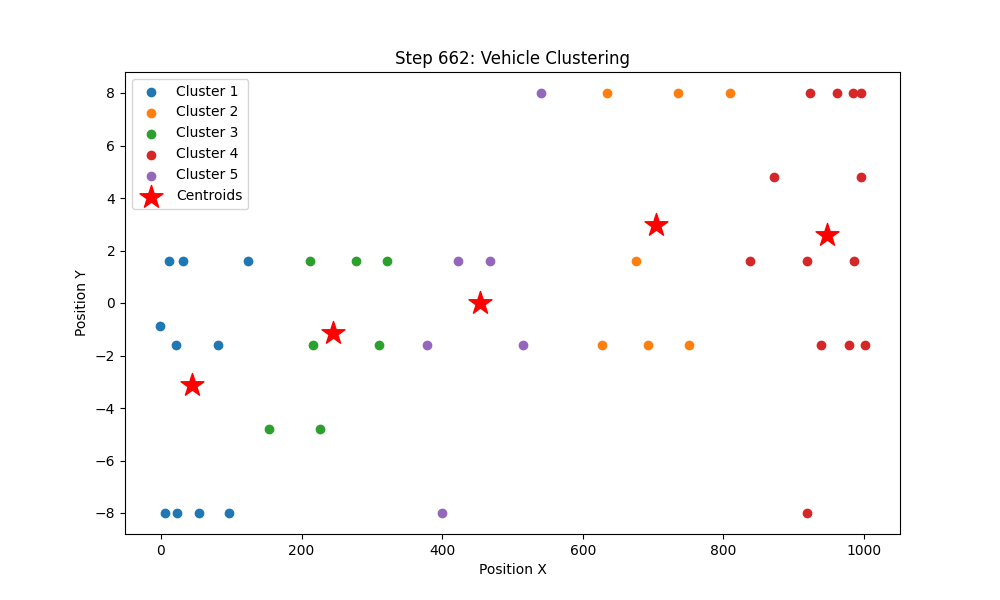 Step 662: Vehicle Clustering
Cluster 1
Cluster 2
Cluster 3
Cluster 4
Cluster 5
Centroids
Position Y
8
6
4
2
0
−2
−4
−6
−8
0 200 400 600 800 1000
Position X